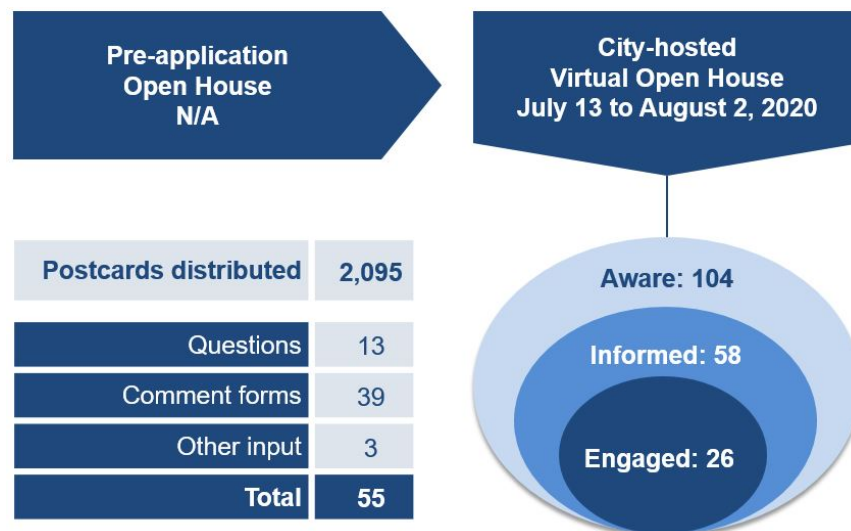 Pre-application
Open House
N/A
City-hosted
Virtual Open House
July 13 to August 2, 2020
Postcards distributed 2,095
Questions 13
Comment forms 39
Other input 3
Total 55
Aware: 104
Informed: 58
Engaged: 26